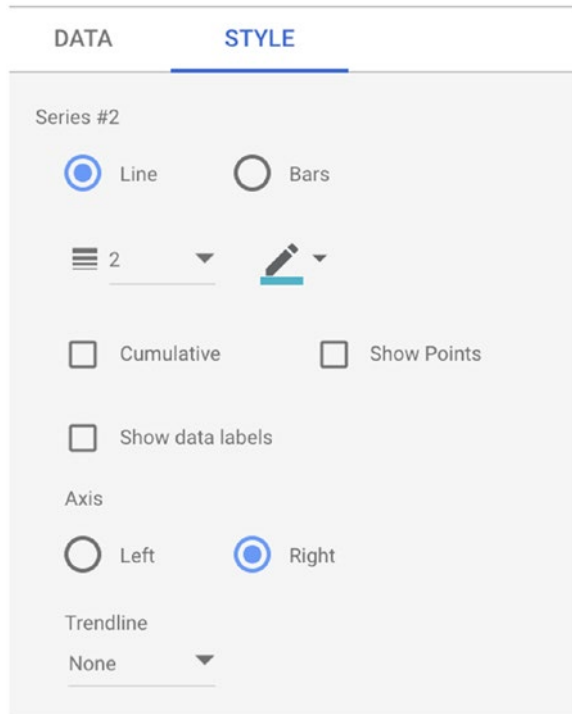 DATA STYLE
Series #2
Line Bars
2
Cumulative Show Points
Show data labels
Axis
Left Right
Trendline
None